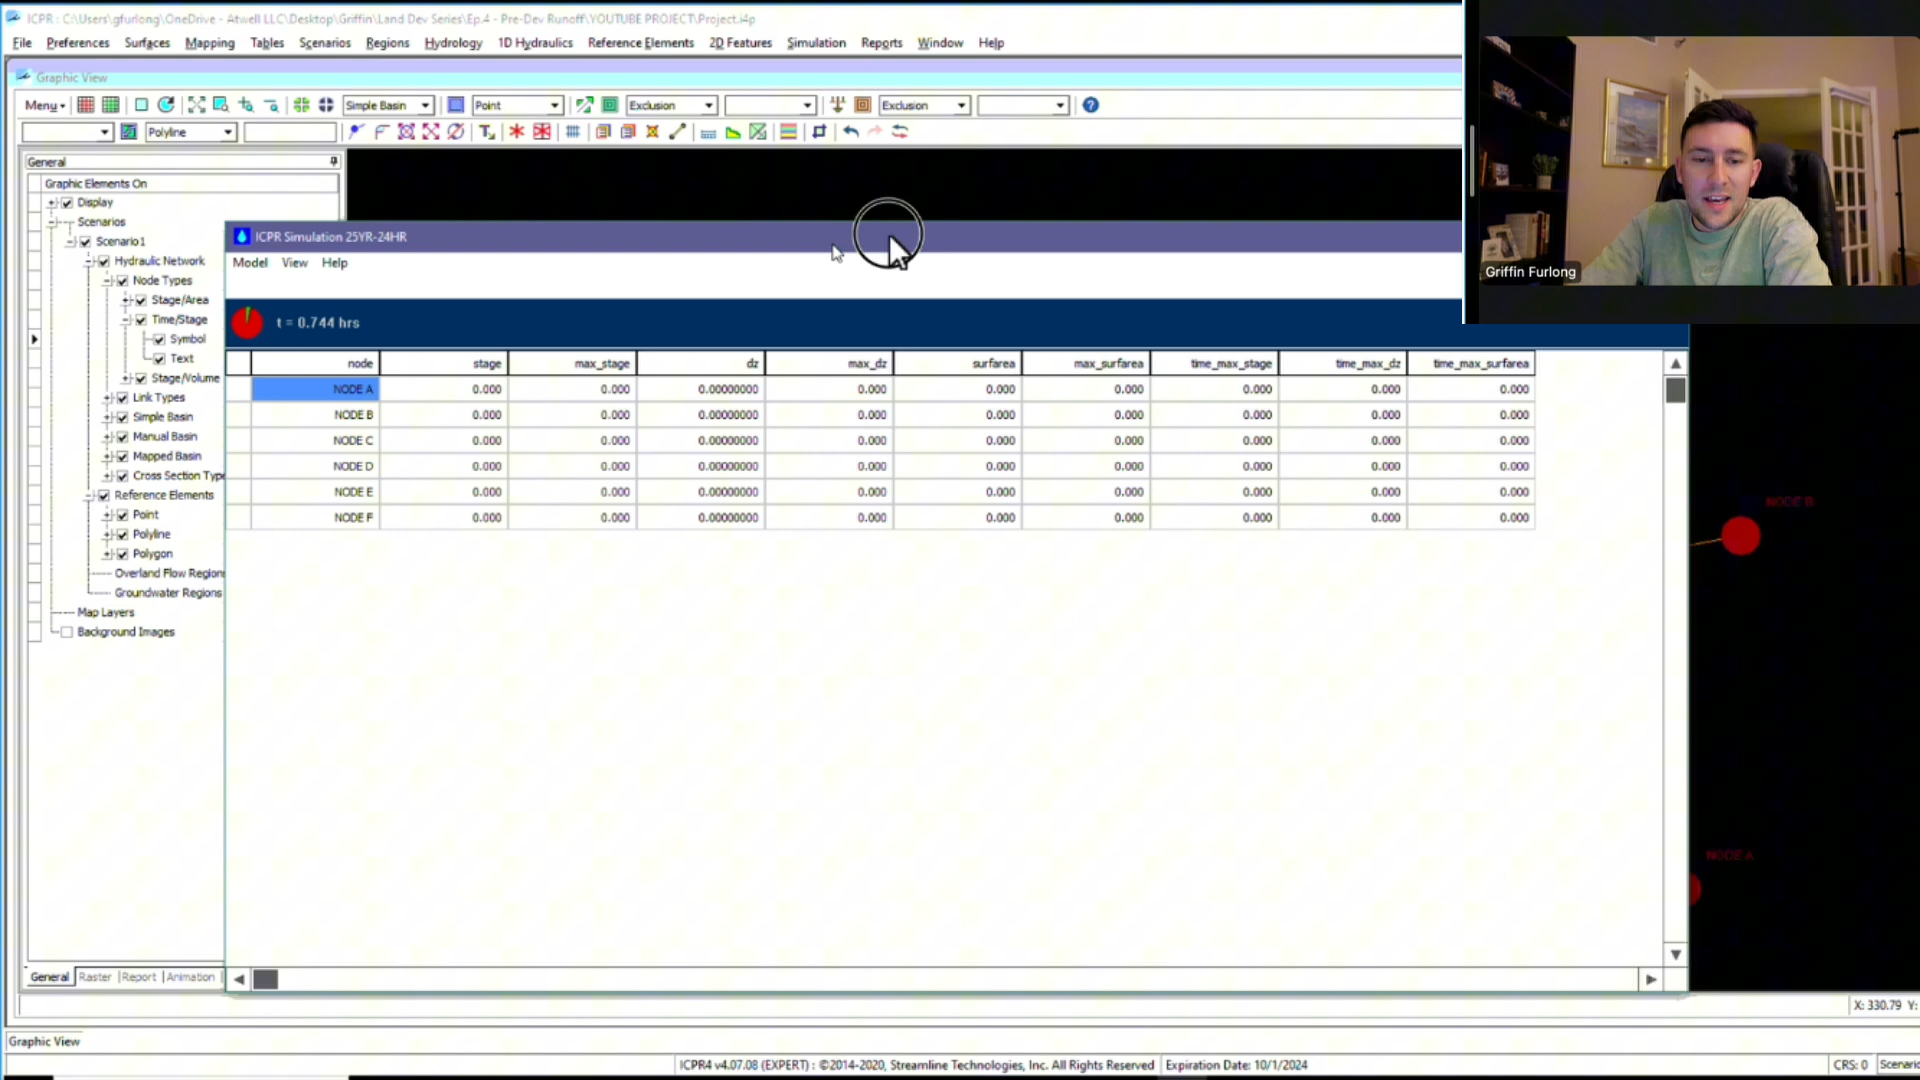 ICPR : C:\Users\gfurlong\OneDrive - Atwell LLC\Desktop\Griffin\Land Dev Series\Ep.4 - Pre-Dev Runoff\YOUTUBE PROJECT\Project.i4p
File Preferences Surfaces Mapping Tables Scenarios Regions Hydrology 1D Hydraulics Reference Elements 2D Features Simulation Reports Window Help
Graphic View
Menu Simple Basin Point Exclusion Exclusion
Polyline
General
Graphic Elements On
Display
Scenarios
Scenario1
Hydraulic Network
Node Types
Stage/Area
Time/Stage
Symbol
Text
Stage/Volume
Link Types
Simple Basin
Manual Basin
Mapped Basin
Cross Section Type
Reference Elements
Point
Polyline
Polygon
Overland Flow Regions
Groundwater Regions
Map Layers
Background Images
General Raster Report Animation
ICPR Simulation 25YR-24HR
Model View Help
t = 0.744 hrs
node stage max_stage dz max_dz surfarea max_surfarea time_max_stage time_max_dz time_max_surfarea
NODE A 0.000 0.000 0.00000000 0.000 0.000 0.000 0.000 0.000 0.000
NODE B 0.000 0.000 0.00000000 0.000 0.000 0.000 0.000 0.000 0.000
NODE C 0.000 0.000 0.00000000 0.000 0.000 0.000 0.000 0.000 0.000
NODE D 0.000 0.000 0.00000000 0.000 0.000 0.000 0.000 0.000 0.000
NODE E 0.000 0.000 0.00000000 0.000 0.000 0.000 0.000 0.000 0.000
NODE F 0.000 0.000 0.00000000 0.000 0.000 0.000 0.000 0.000 0.000
Griffin Furlong
NODE B
NODE A
X: 330.79 Y:
Graphic View
ICPR4 v4.07.08 (EXPERT) : ©2014-2020, Streamline Technologies, Inc. All Rights Reserved Expiration Date: 10/1/2024 CRS: 0 Scenario